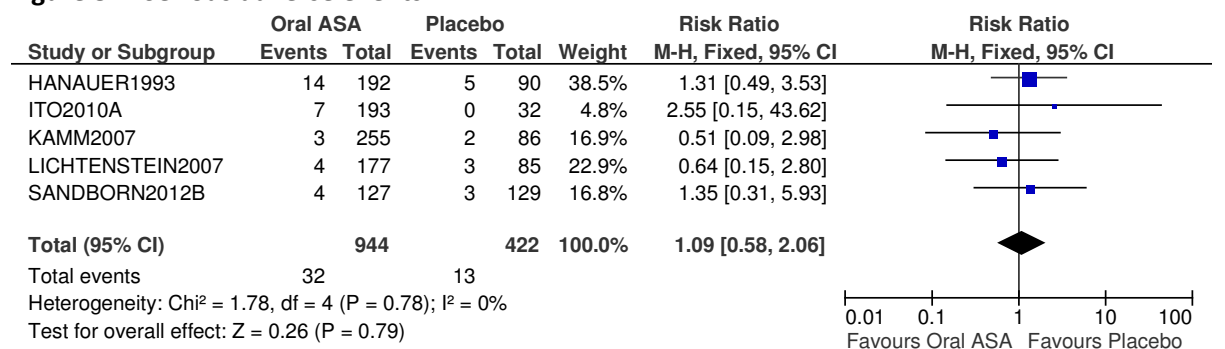 Oral ASA Placebo Risk Ratio Risk Ratio
Study or Subgroup Events Total Events Total Weight M-H, Fixed, 95% CI M-H, Fixed, 95% CI
HANAUER1993 14 192 5 90 38.5% 1.31 [0.49, 3.53]
ITO2010A 7 193 0 32 4.8% 2.55 [0.15, 43.62]
KAMM2007 3 255 2 86 16.9% 0.51 [0.09, 2.98]
LICHTENSTEIN2007 4 177 3 85 22.9% 0.64 [0.15, 2.80]
SANDBORN2012B 4 127 3 129 16.8% 1.35 [0.31, 5.93]
Total (95% CI) 944 422 100.0% 1.09 [0.58, 2.06]
Total events 32 13
Heterogeneity: Chi² = 1.78, df = 4 (P = 0.78); I² = 0%
Test for overall effect: Z = 0.26 (P = 0.79)
0.01 0.1 1 10 100
Favours Oral ASA Favours Placebo